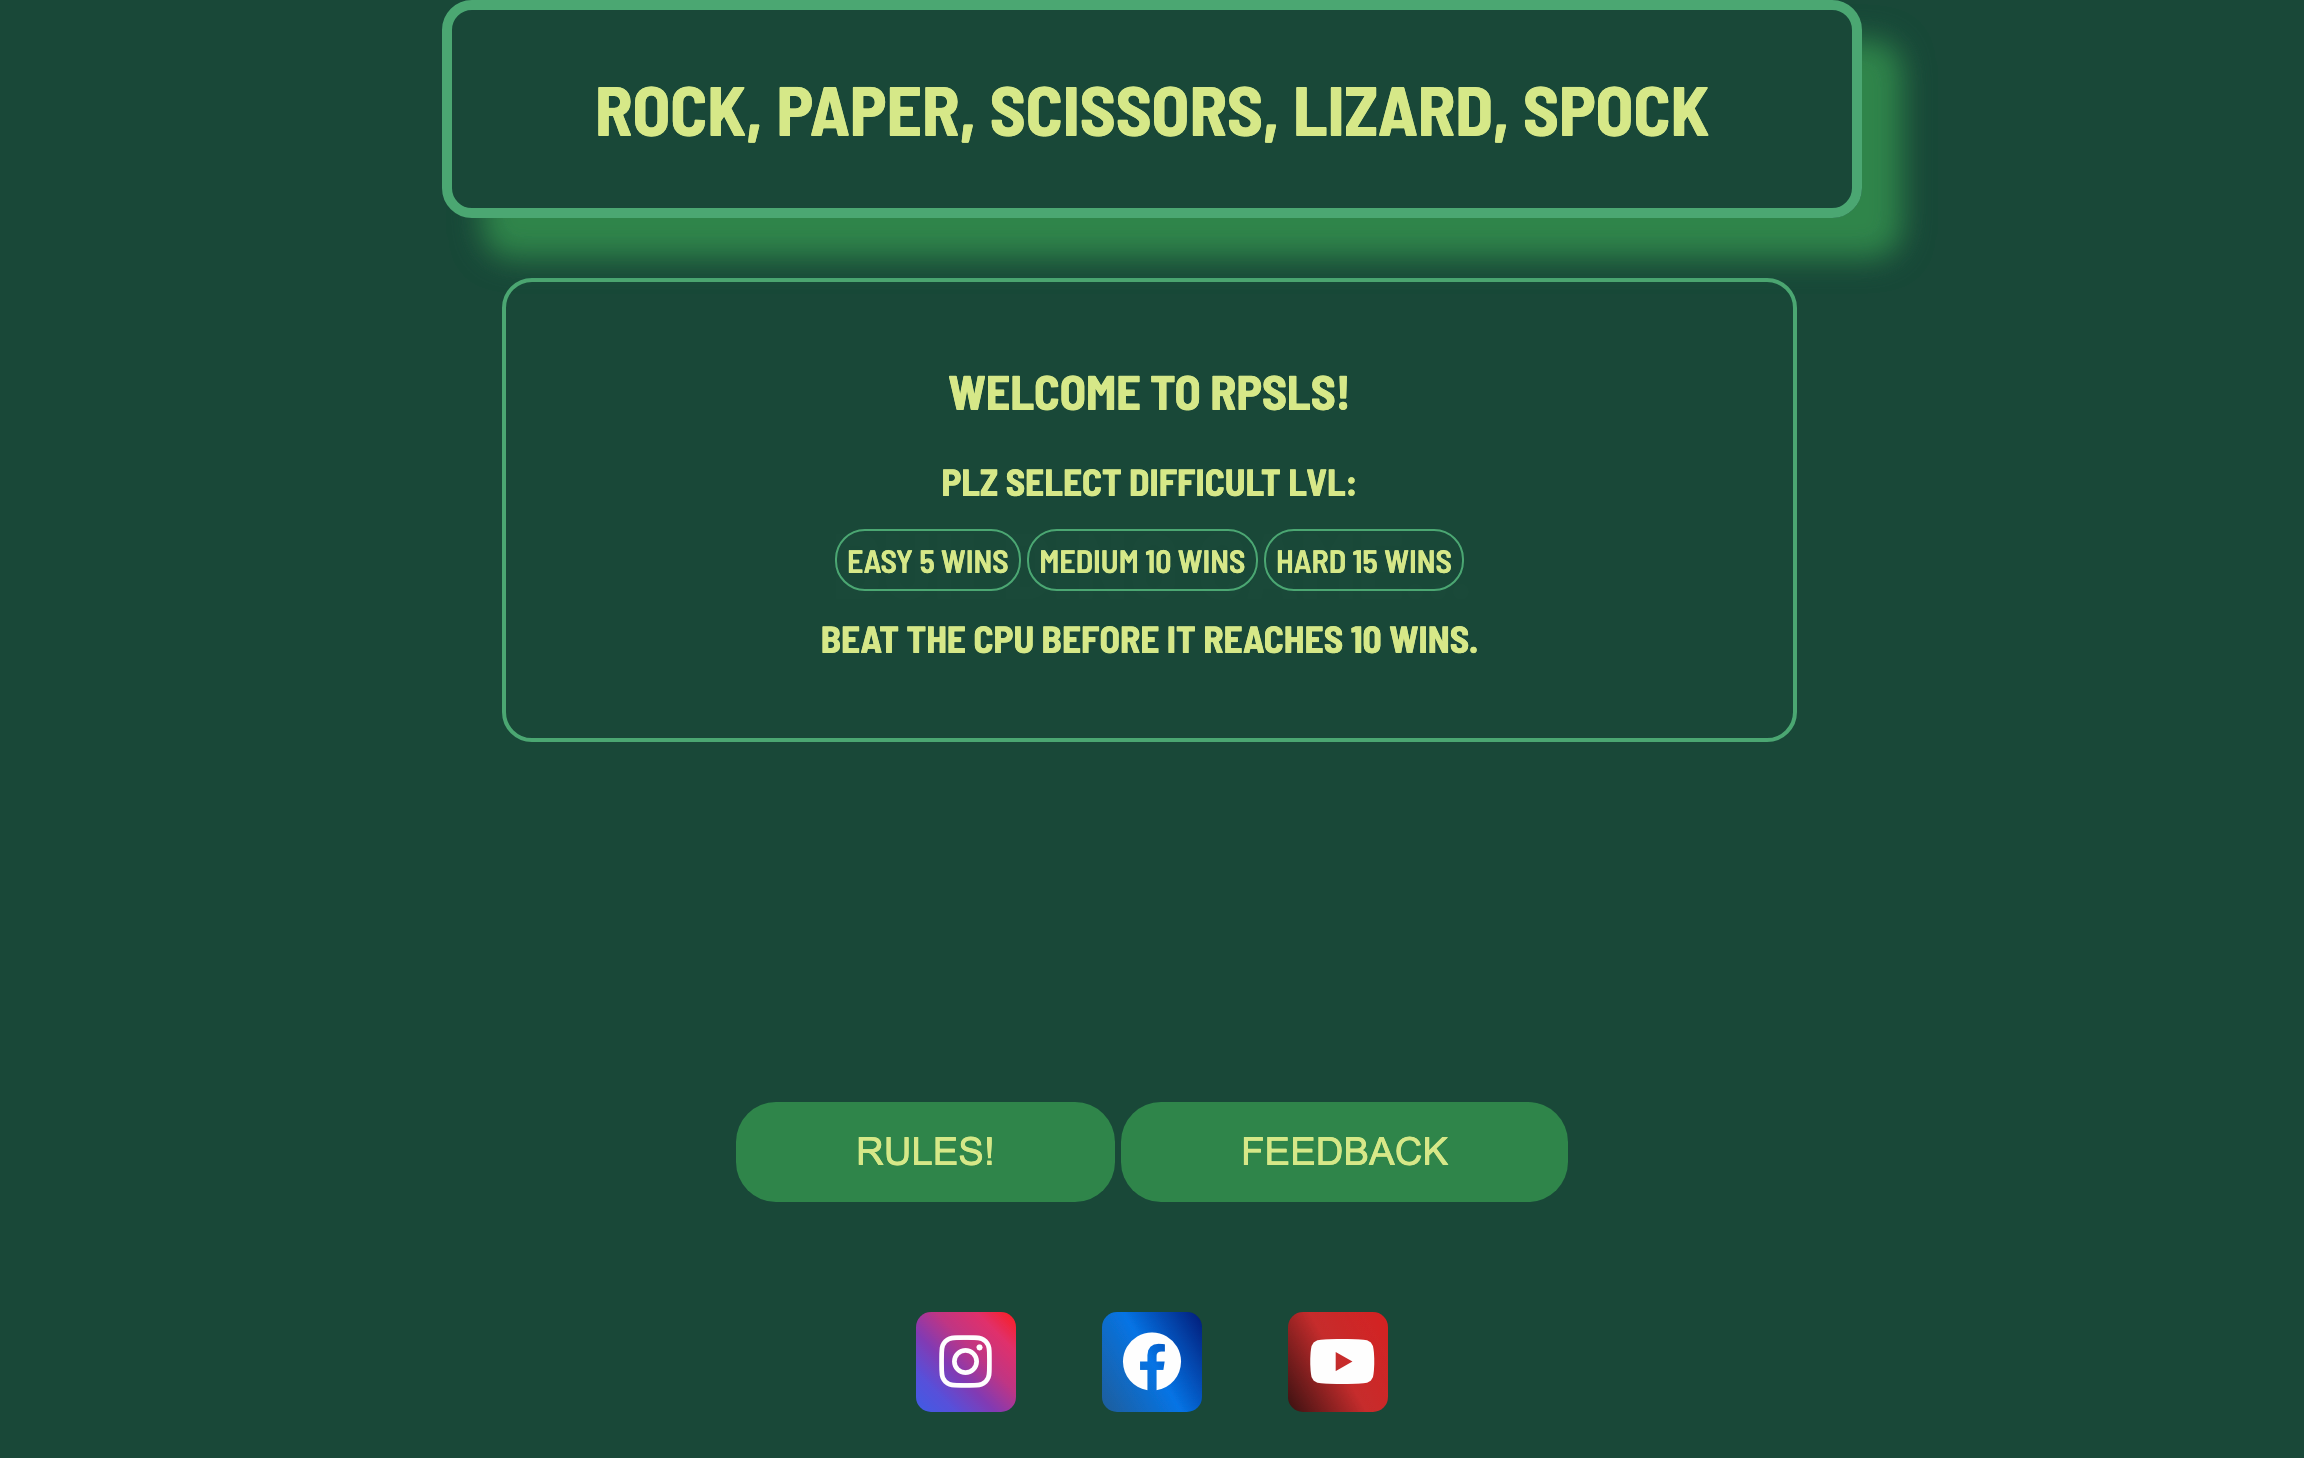 ROCK, PAPER, SCISSORS, LIZARD, SPOCK
WELCOME TO RPSLS!
PLZ SELECT DIFFICULT LVL:
EASY 5 WINS MEDIUM 10 WINS HARD 15 WINS
BEAT THE CPU BEFORE IT REACHES 10 WINS.
RULES! FEEDBACK